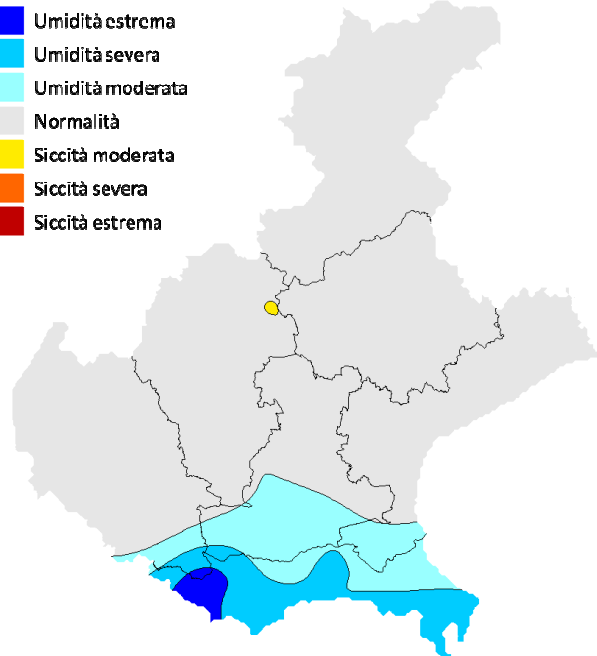 Umidità estrema
Umidità severa
Umidità moderata
Normalità
Siccità moderata
Siccità severa
Siccità estrema